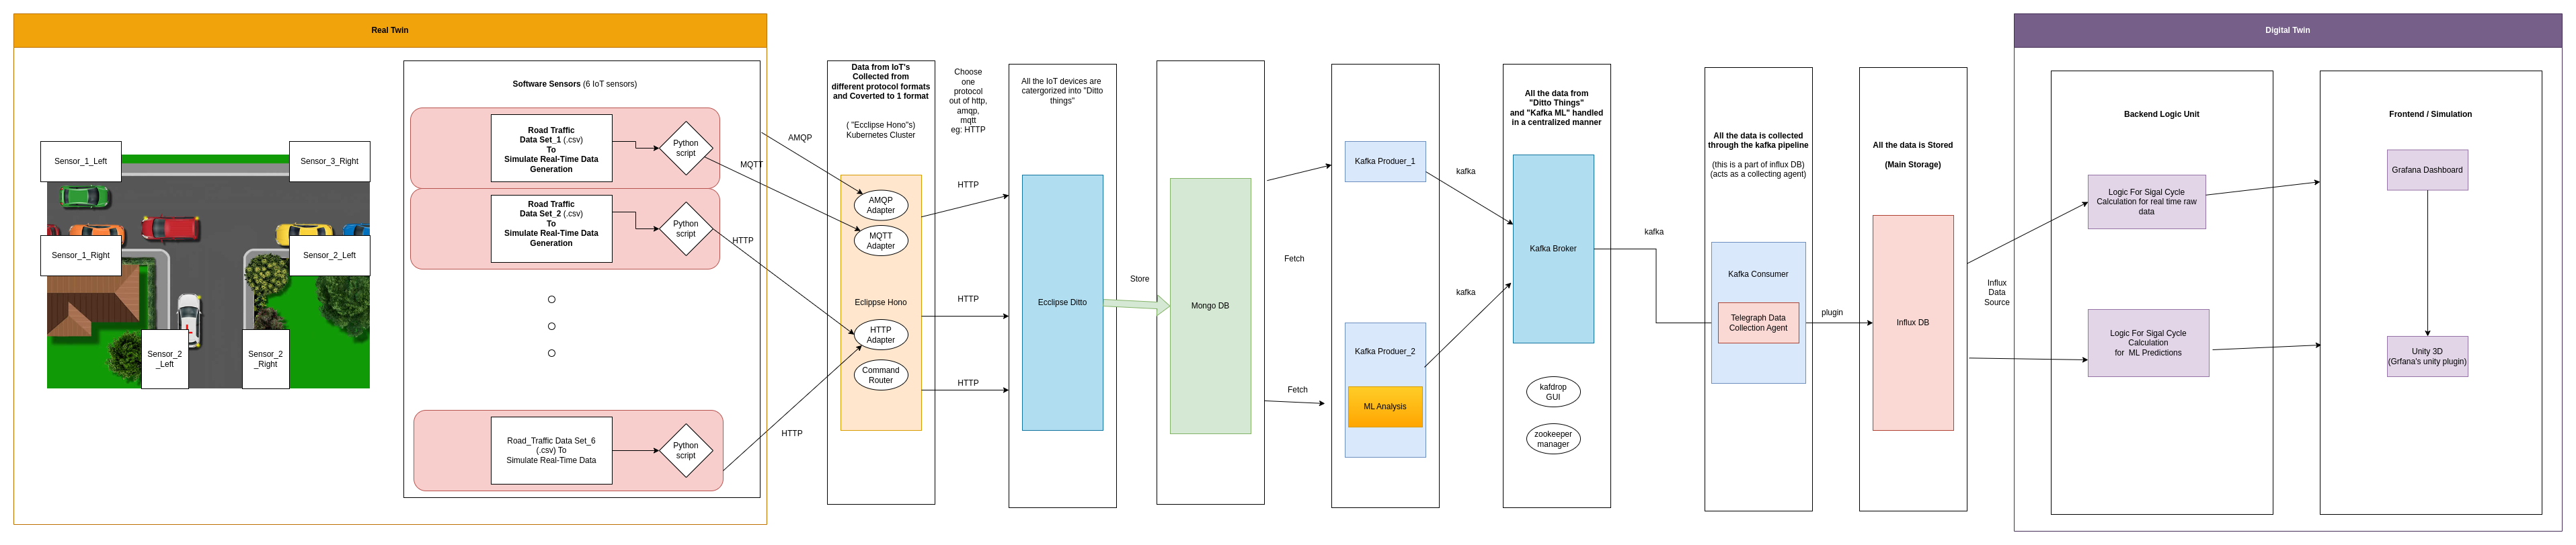 Real Twin
Digital Twin
Sensor_1_Left
Sensor_3_Right
Sensor_1_Right
Sensor_2_Left
Sensor_2
_Left
Sensor_2
_Right
Software Sensors (6 IoT sensors)
Road Traffic
Data Set_1 (.csv)
To
Simulate Real-Time Data
Generation
Python
script
Road Traffic
Data Set_2 (.csv)
To
Simulate Real-Time Data
Generation
Python
script
Road_Traffic Data Set_6
(.csv) To
Simulate Real-Time Data
Python
script
AMQP
MQTT
HTTP
HTTP
Data from IoT's
Collected from
different protocol formats
and Coverted to 1 format
( "Ecclipse Hono"s)
Kubernetes Cluster
AMQP
Adapter
MQTT
Adapter
Eclippse Hono
HTTP
Adapter
Command
Router
Choose
one
protocol
out of http,
amqp,
mqtt
eg: HTTP
HTTP
HTTP
HTTP
All the IoT devices are
catergorized into "Ditto
things"
Ecclipse Ditto
Store
Mongo DB
Fetch
Fetch
Kafka Produer_1
Kafka Produer_2
ML Analysis
kafka
kafka
All the data from
"Ditto Things"
and "Kafka ML" handled
in a centralized manner
Kafka Broker
kafdrop
GUI
zookeeper
manager
kafka
All the data is collected
through the kafka pipeline
(this is a part of influx DB)
(acts as a collecting agent)
Kafka Consumer
Telegraph Data
Collection Agent
plugin
All the data is Stored
(Main Storage)
Influx DB
Influx
Data
Source
Backend Logic Unit
Logic For Sigal Cycle
Calculation for real time raw
data
Logic For Sigal Cycle
Calculation
for ML Predictions
Frontend / Simulation
Grafana Dashboard
Unity 3D
(Grfana's unity plugin)